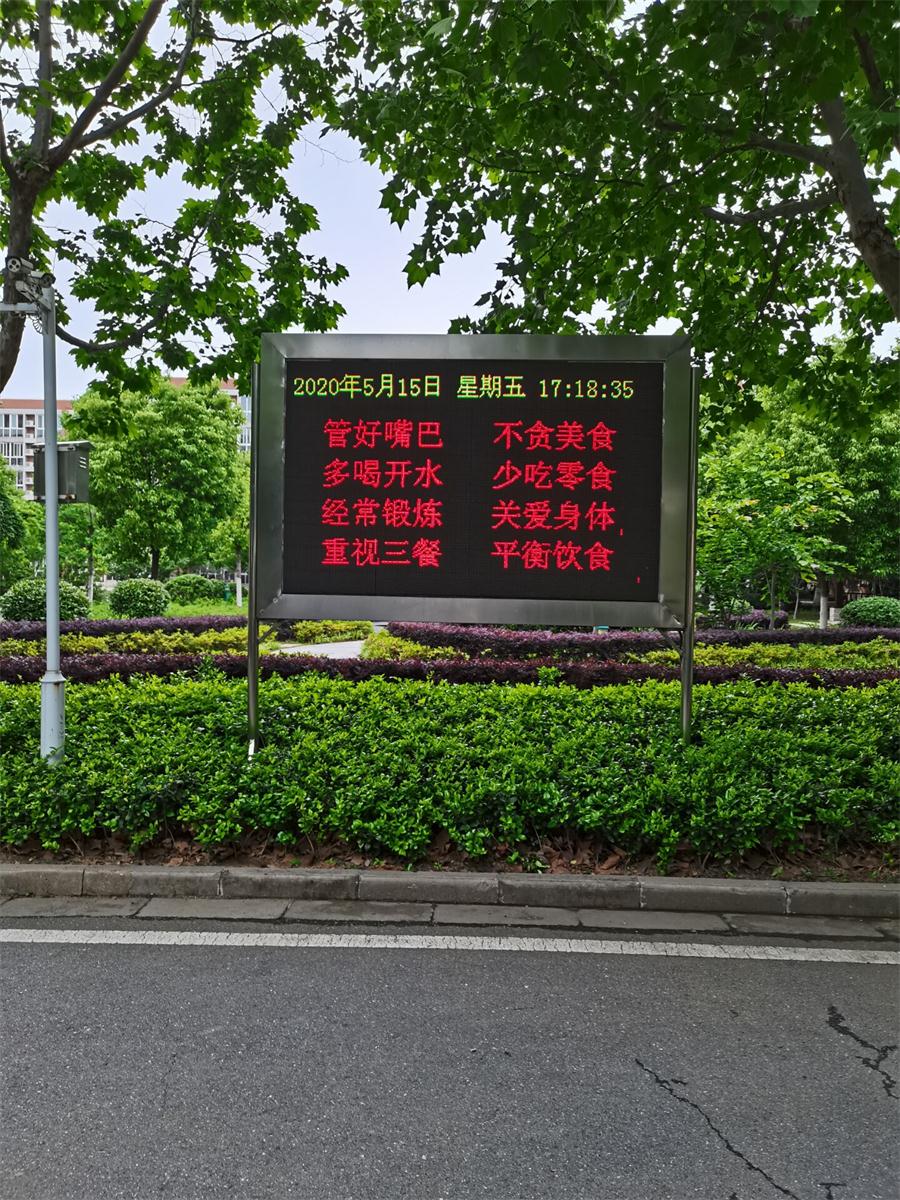 2020年5月15日 星期五 17:18:35
管好嘴巴 不贪美食
多喝开水 少吃零食
经常锻炼 关爱身体
重视三餐 平衡饮食